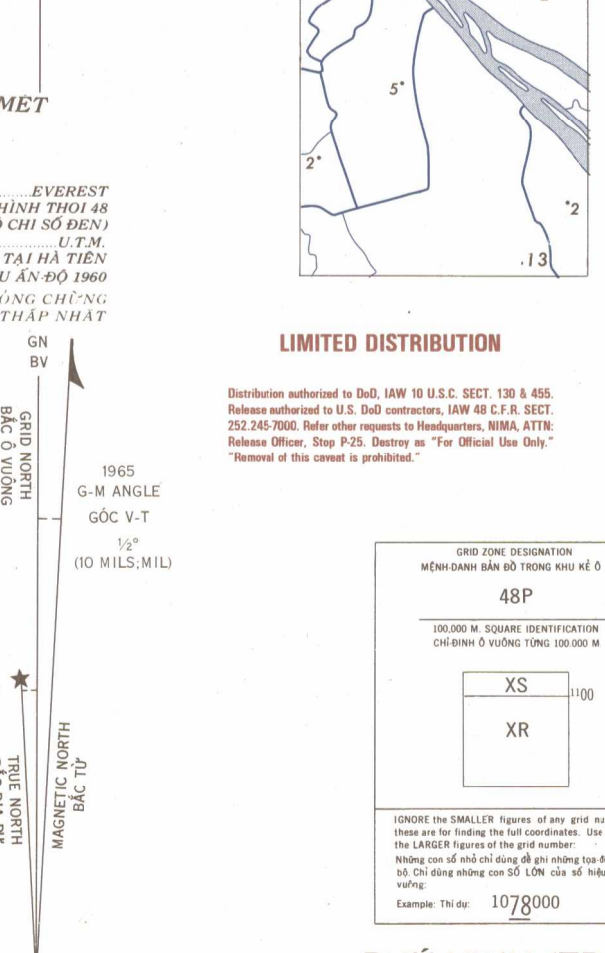 MÉT
EVEREST
HÌNH THOI 48
CHI SỐ ĐEN)
U.T.M.
TẠI HÀ TIÊN
ẤN-ĐỘ 1960
THẤP NHẤT
GN
BV
GRID NORTH
BẮC Ô VUÔNG
1965
G-M ANGLE
GÓC V-T
½°
(10 MILS;MIL)
TRUE NORTH
MAGNETIC NORTH
BẮC TỪ
5
2
2
13
LIMITED DISTRIBUTION
Distribution authorized to DoD, IAW 10 U.S.C. SECT. 130 & 455.
Release authorized to U.S. DoD contractors, IAW 48 C.F.R. SECT.
252.245-7000. Refer other requests to Headquarters, NIMA, ATTN:
Release Officer, Stop P-25. Destroy as "For Official Use Only."
"Removal of this caveat is prohibited."
GRID ZONE DESIGNATION
MỆNH-DANH BẢN ĐỒ TRONG KHU KẺ Ô
48P
100,000 M. SQUARE IDENTIFICATION
CHỈ-ĐỊNH Ô VUÔNG TỪNG 100.000 M
XS
1100
XR
IGNORE the SMALLER figures of any grid
these are for finding the full coordinates. Use
the LARGER figures of the grid number:
Những con số nhỏ chỉ dùng để ghi những
bộ. Chỉ dùng những con SỐ LỚN của số hiệu
vuông:
Example: Thí dụ: 1078000